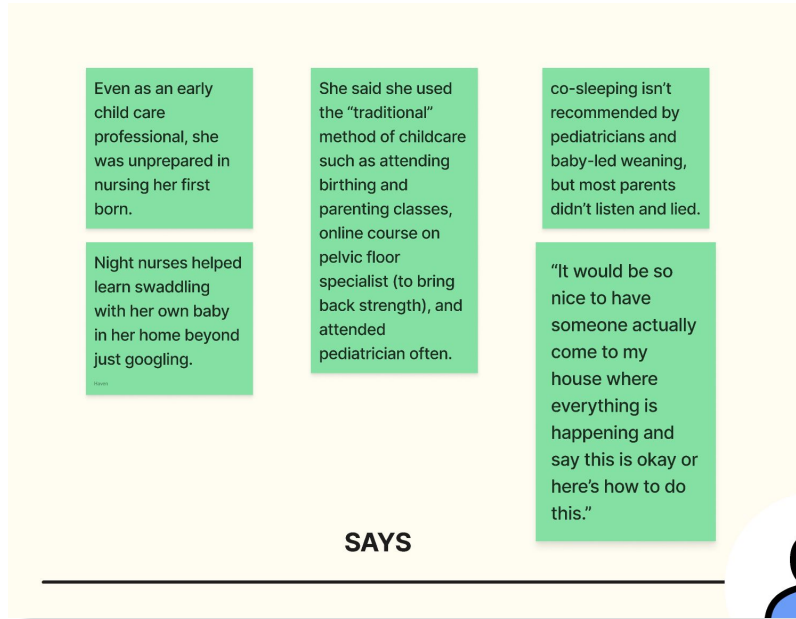 Even as an early
child care
professional, she
was unprepared in
nursing her first
born.
Night nurses helped
learn swaddling
with her own baby
in her home beyond
just googling.
She said she used
the “traditional”
method of childcare
such as attending
birthing and
parenting classes,
online course on
pelvic floor
specialist (to bring
back strength), and
attended
pediatrician often.
co-sleeping isn’t
recommended by
pediatricians and
baby-led weaning,
but most parents
didn’t listen and lied.
“It would be so
nice to have
someone actually
come to my
house where
everything is
happening and
say this is okay or
here’s how to do
this.”
SAYS